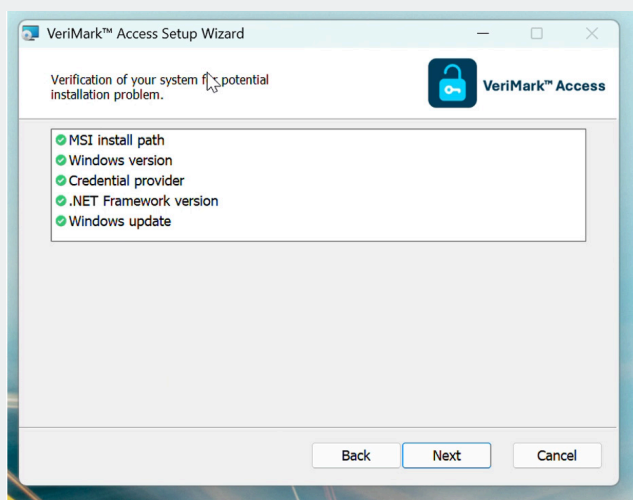 VeriMark™ Access Setup Wizard
Verification of your system for potential
installation problem.
VeriMark™ Access
MSI install path
Windows version
Credential provider
.NET Framework version
Windows update
Back
Next
Cancel